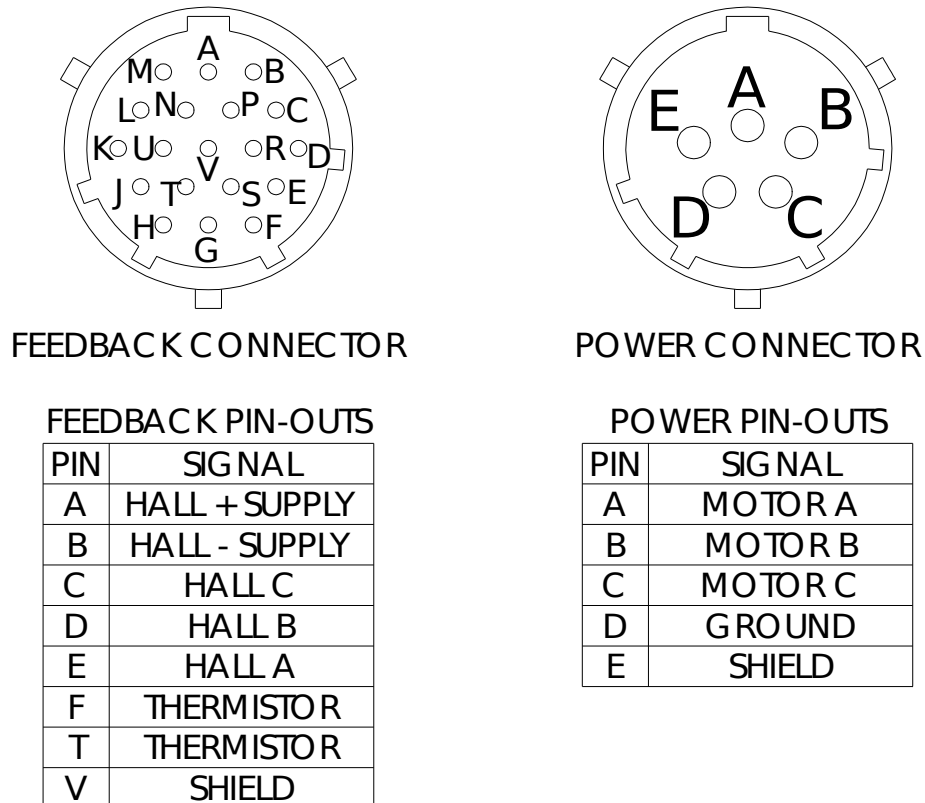 A
M B
L N P C
K U R D
V
J T S E
H F
G
FEEDBACK CONNECTOR
FEEDBACK PIN-OUTS
PIN SIGNAL
A HALL + SUPPLY
B HALL - SUPPLY
C HALL C
D HALL B
E HALL A
F THERMISTOR
T THERMISTOR
V SHIELD
A
E B
D C
POWER CONNECTOR
POWER PIN-OUTS
PIN SIGNAL
A MOTOR A
B MOTOR B
C MOTOR C
D GROUND
E SHIELD